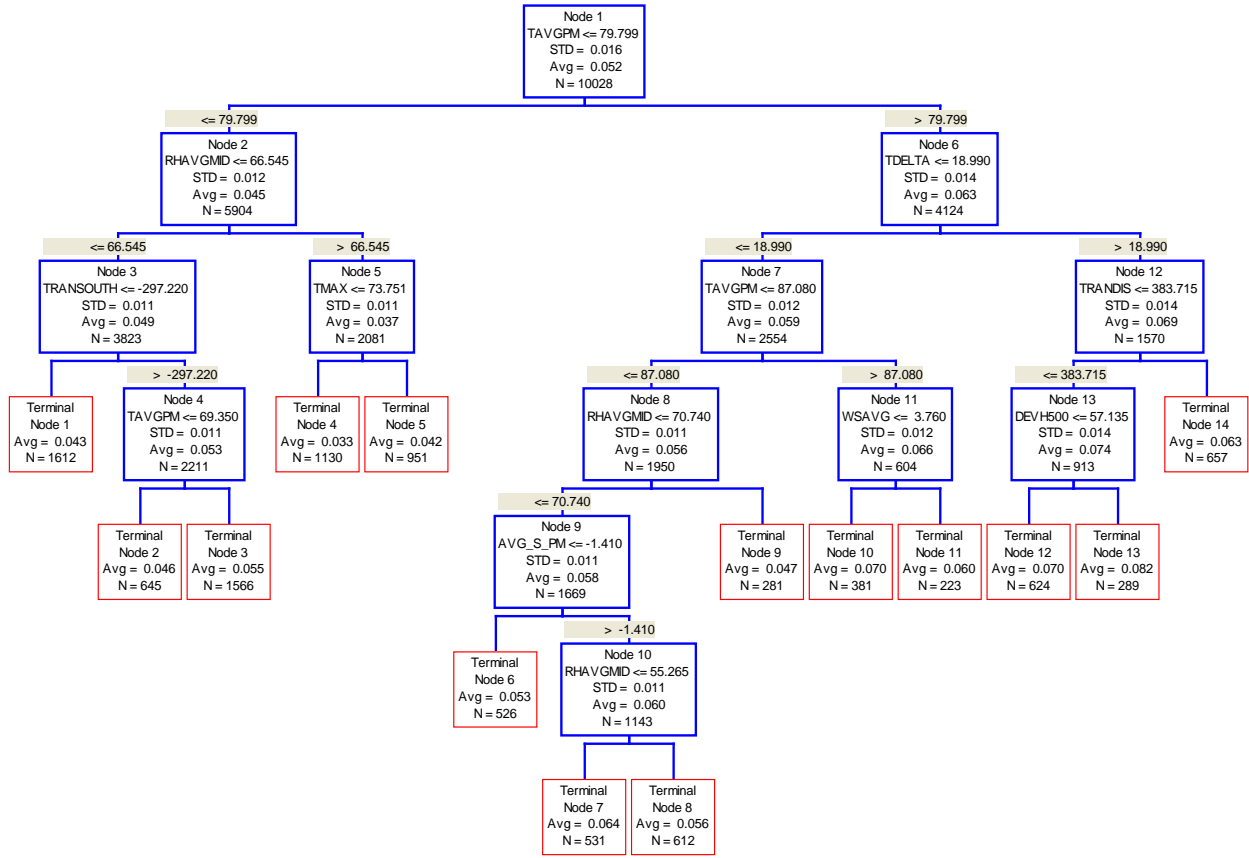 Node 1
TAVGPM <= 79.799
STD = 0.016
Avg = 0.052
N = 10028
<= 79.799
> 79.799
Node 2
RHAVGMID <= 66.545
STD = 0.012
Avg = 0.045
N = 5904
Node 6
TDELTA <= 18.990
STD = 0.014
Avg = 0.063
N = 4124
<= 66.545
> 66.545
<= 18.990
> 18.990
Node 3
TRANSOUTH <= -297.220
STD = 0.011
Avg = 0.049
N = 3823
Node 5
TMAX <= 73.751
STD = 0.011
Avg = 0.037
N = 2081
Node 7
TAVGPM <= 87.080
STD = 0.012
Avg = 0.059
N = 2554
Node 12
TRANDIS <= 383.715
STD = 0.014
Avg = 0.069
N = 1570
> -297.220
<= 87.080
> 87.080
<= 383.715
Terminal
Node 1
Avg = 0.043
N = 1612
Node 4
TAVGPM <= 69.350
STD = 0.011
Avg = 0.053
N = 2211
Terminal
Node 4
Avg = 0.033
N = 1130
Terminal
Node 5
Avg = 0.042
N = 951
Node 8
RHAVGMID <= 70.740
STD = 0.011
Avg = 0.056
N = 1950
Node 11
WSAVG <= 3.760
STD = 0.012
Avg = 0.066
N = 604
Node 13
DEVH500 <= 57.135
STD = 0.014
Avg = 0.074
N = 913
Terminal
Node 14
Avg = 0.063
N = 657
<= 70.740
Terminal
Node 2
Avg = 0.046
N = 645
Terminal
Node 3
Avg = 0.055
N = 1566
Node 9
AVG_S_PM <= -1.410
STD = 0.011
Avg = 0.058
N = 1669
Terminal
Node 9
Avg = 0.047
N = 281
Terminal
Node 10
Avg = 0.070
N = 381
Terminal
Node 11
Avg = 0.060
N = 223
Terminal
Node 12
Avg = 0.070
N = 624
Terminal
Node 13
Avg = 0.082
N = 289
> -1.410
Terminal
Node 6
Avg = 0.053
N = 526
Node 10
RHAVGMID <= 55.265
STD = 0.011
Avg = 0.060
N = 1143
Terminal
Node 7
Avg = 0.064
N = 531
Terminal
Node 8
Avg = 0.056
N = 612